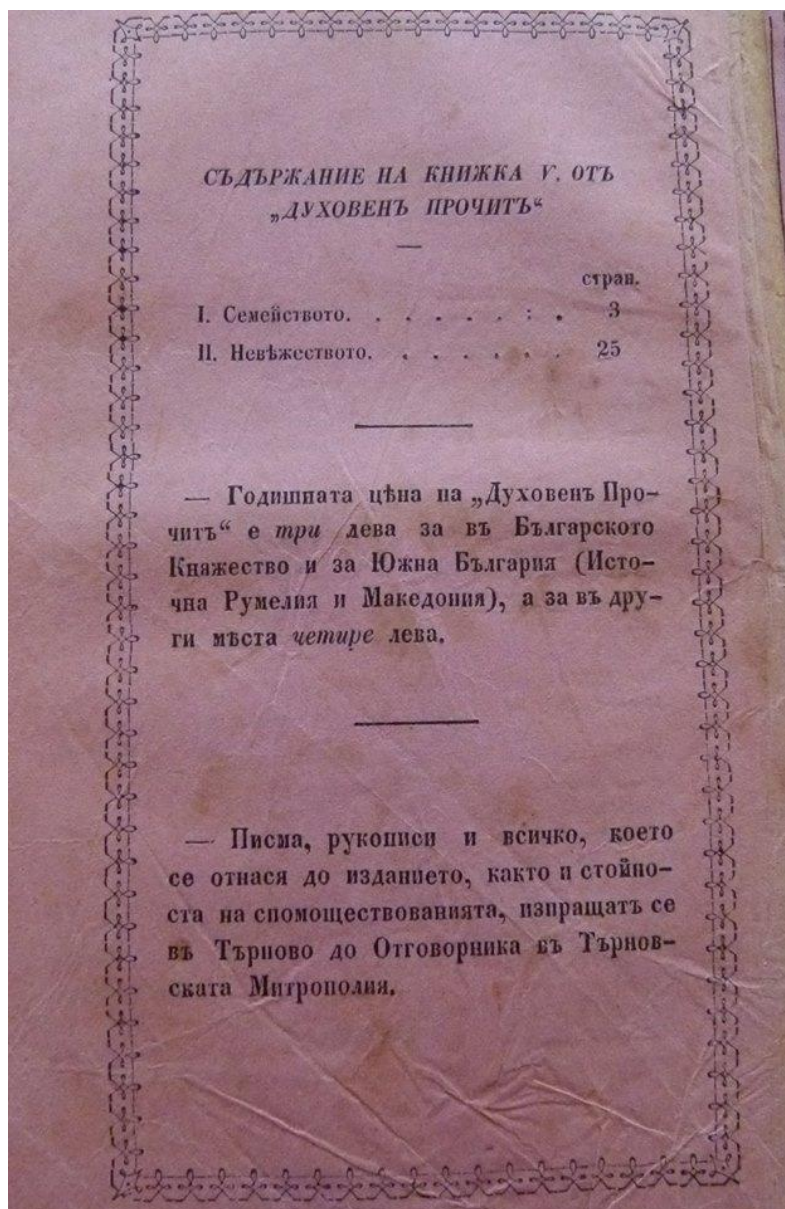 СЪДЪРЖАНИЕ НА КНИЖКА V. ОТЪ
„ДУХОВЕНЪ ПРОЧИТЪ“
—
стран.
I. Семейството. . . . . . : . 3
II. Невѣжеството. . . . . . . 25
— Годишната цѣна на „Духовенъ Про-
читъ“ е три лева за въ Българското
Княжество и за Южна България (Исто-
чна Румелия и Македония), а за въ дру-
ги мѣста четире лева.
— Писма, рукописи и всичко, което
се отнася до изданието, както и стойно-
ста на спомоществованията, изпращатъ се
въ Търново до Отговорника въ Търнов-
ската Митрополия.